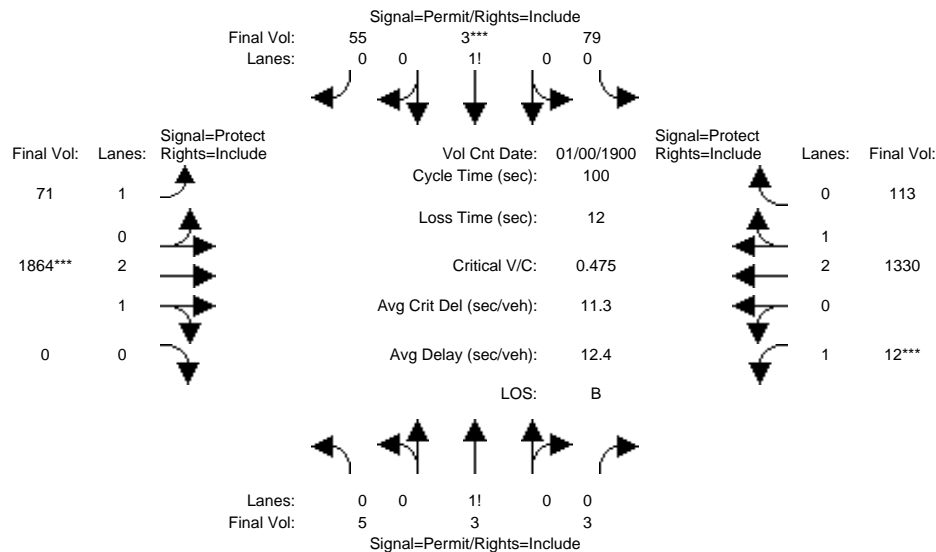 Signal=Permit/Rights=Include
Final Vol: 55 3*** 79
Lanes: 0 0 1! 0 0
Signal=Protect
Final Vol: Lanes: Rights=Include
Vol Cnt Date: 01/00/1900
Signal=Protect
Rights=Include Lanes: Final Vol:
Cycle Time (sec): 100
71 1
0 113
Loss Time (sec): 12
0
1
1864*** 2
Critical V/C: 0.475
2 1330
1
Avg Crit Del (sec/veh): 11.3
0
0 0
Avg Delay (sec/veh): 12.4
1 12***
LOS: B
Lanes: 0 0 1! 0 0
Final Vol: 5 3 3
Signal=Permit/Rights=Include